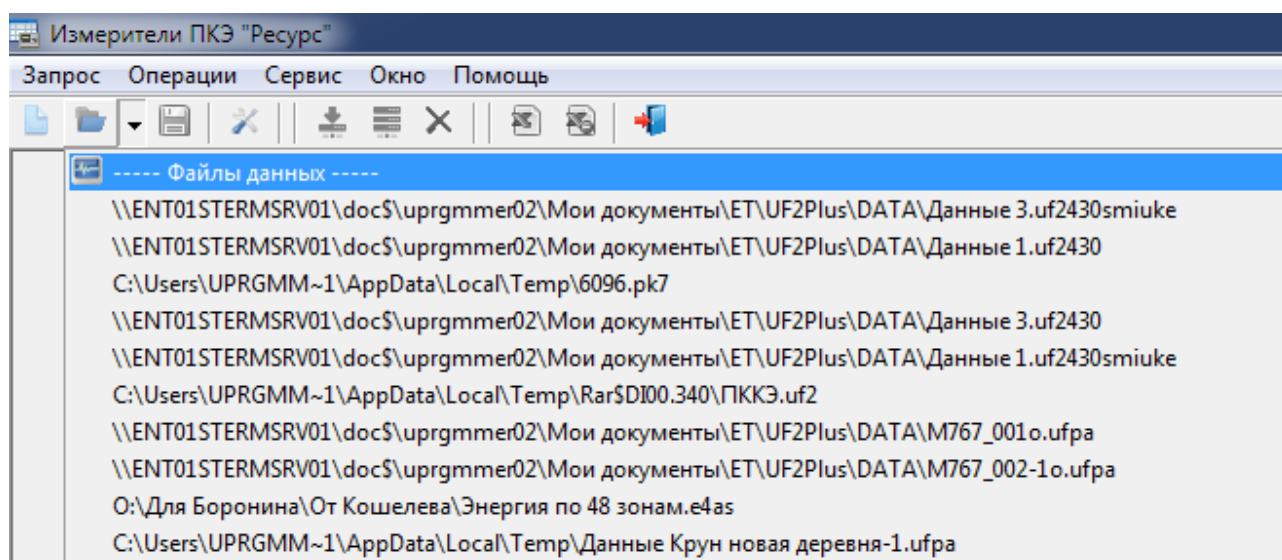 Измерители ПКЭ "Ресурс"
Запрос Операции Сервис Окно Помощь
----- Файлы данных -----
\\ENT01STERMSRV01\doc$\uprgmmer02\Мои документы\ET\UF2Plus\DATA\Данные 3.uf2430smiuke
\\ENT01STERMSRV01\doc$\uprgmmer02\Мои документы\ET\UF2Plus\DATA\Данные 1.uf2430
C:\Users\UPRGMM~1\AppData\Local\Temp\6096.pk7
\\ENT01STERMSRV01\doc$\uprgmmer02\Мои документы\ET\UF2Plus\DATA\Данные 3.uf2430
\\ENT01STERMSRV01\doc$\uprgmmer02\Мои документы\ET\UF2Plus\DATA\Данные 1.uf2430smiuke
C:\Users\UPRGMM~1\AppData\Local\Temp\Rar$DI00.340\ПККЭ.uf2
\\ENT01STERMSRV01\doc$\uprgmmer02\Мои документы\ET\UF2Plus\DATA\M767_001o.ufpa
\\ENT01STERMSRV01\doc$\uprgmmer02\Мои документы\ET\UF2Plus\DATA\M767_002-1o.ufpa
O:\Для Боронина\От Кошелева\Энергия по 48 зонам.e4as
C:\Users\UPRGMM~1\AppData\Local\Temp\Данные Крун новая деревня-1.ufpa